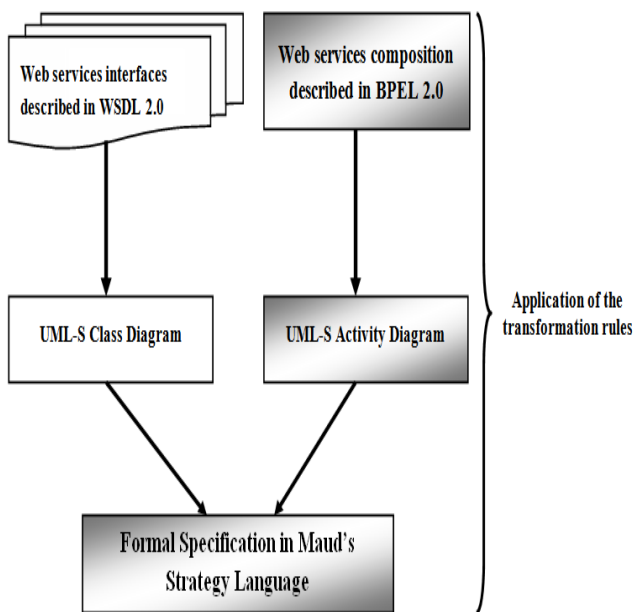 Web services interfaces
described in WSDL 2.0
Web services composition
described in BPEL 2.0
UML-S Class Diagram
UML-S Activity Diagram
Application of the
transformation rules
Formal Specification in Maud's
Strategy Language